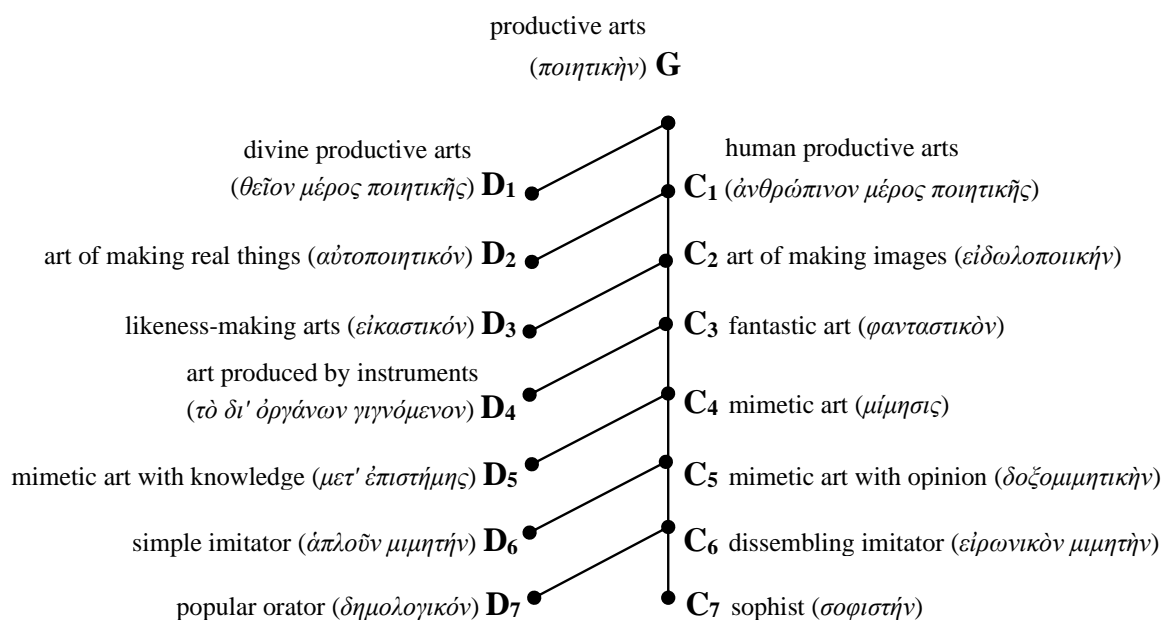 productive arts
(ποιητικὴν) G
divine productive arts
(θεῖον μέρος ποιητικῆς) D1
human productive arts
C1 (ἀνθρώπινον μέρος ποιητικῆς)
art of making real things (αὐτοποιητικόν) D2
C2 art of making images (εἰδωλοποιικήν)
likeness-making arts (εἰκαστικόν) D3
C3 fantastic art (φανταστικὸν)
art produced by instruments
(τὸ δι' ὀργάνων γιγνόμενον) D4
C4 mimetic art (μίμησις)
mimetic art with knowledge (μετ' ἐπιστήμης) D5
C5 mimetic art with opinion (δοξομιμητικὴν)
simple imitator (ἁπλοῦν μιμητήν) D6
C6 dissembling imitator (εἰρωνικὸν μιμητὴν)
popular orator (δημολογικόν) D7
C7 sophist (σοφιστήν)